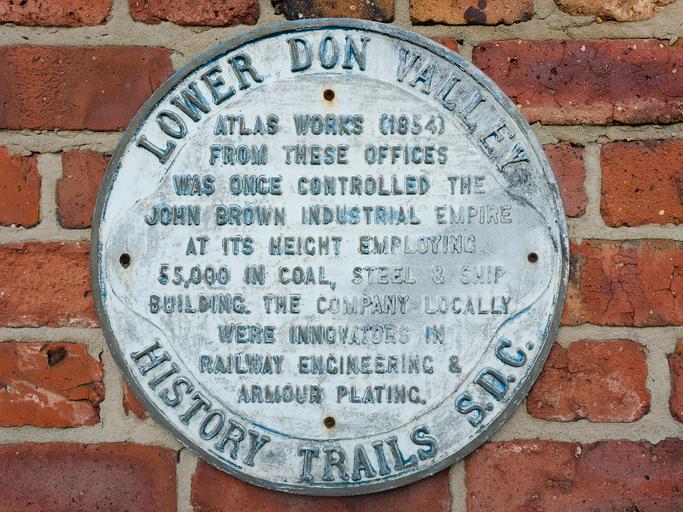 LOWER DON VALLEY
ATLAS WORKS (1854)
FROM THESE OFFICES
WAS ONCE CONTROLLED THE
JOHN BROWN INDUSTRIAL EMPIRE
AT ITS HEIGHT EMPLOYING
55,000 IN COAL, STEEL & SHIP
BUILDING. THE COMPANY LOCALLY
WERE INNOVATORS IN
RAILWAY ENGINEERING &
ARMOUR PLATING.
HISTORY TRAILS S.D.C.